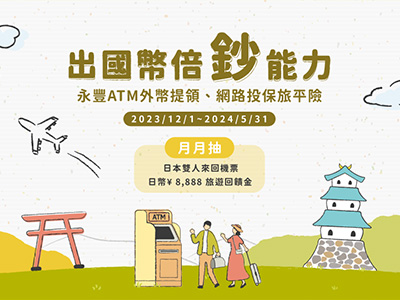 出國幣倍鈔能力
永豐ATM外幣提領、網路投保旅平險
2023/12/1~2024/5/31
月月抽
日本雙人來回機票
日幣¥ 8,888 旅遊回饋金
ATM